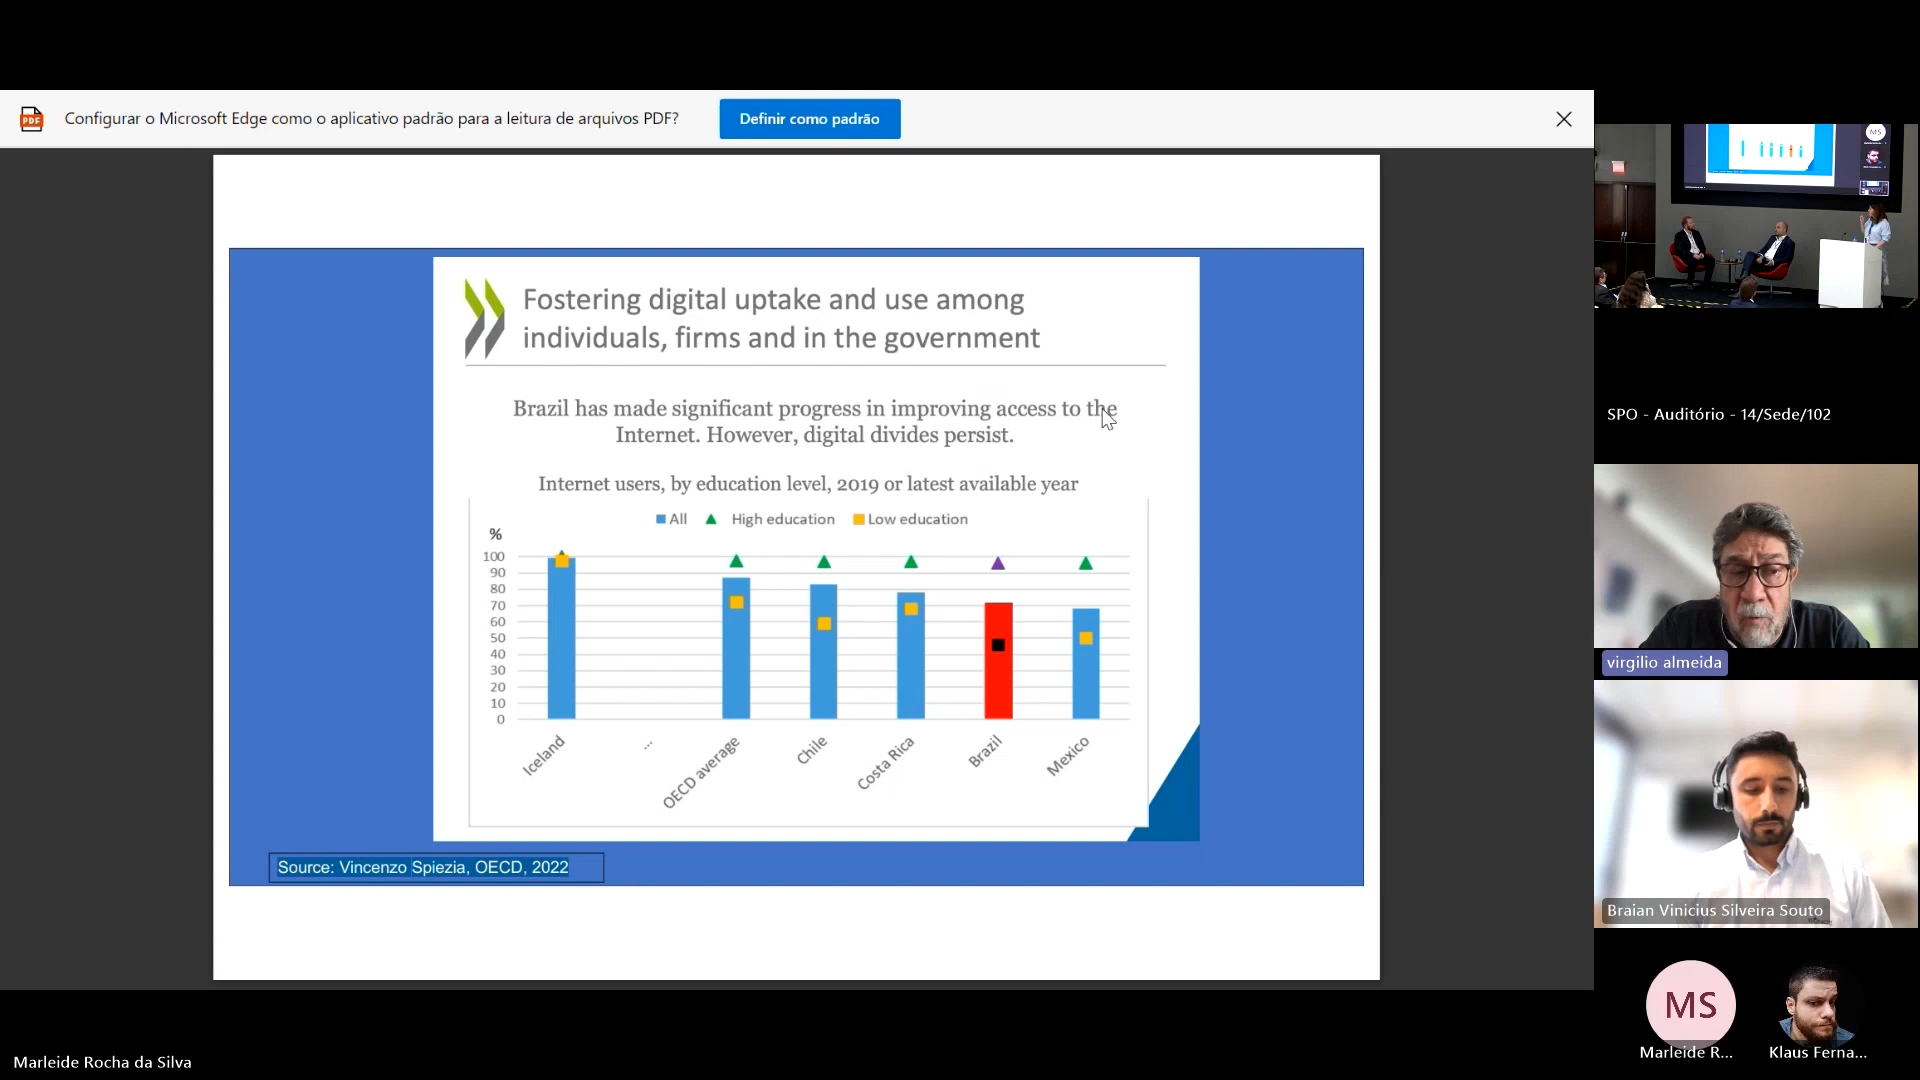 Configurar o Microsoft Edge como o aplicativo padrão para a leitura de arquivos PDF?
Definir como padrão
PDF
Fostering digital uptake and use among
individuals, firms and in the government
Brazil has made significant progress in improving access to the
Internet. However, digital divides persist.
Internet users, by education level, 2019 or latest available year
All High education Low education
%
100
90
80
70
60
50
40
30
20
10
0
Iceland
...
OECD average
Chile
Costa Rica
Brazil
Mexico
Source: Vincenzo Spiezia, OECD, 2022
MS
SPO - Auditório - 14/Sede/102
virgilio almeida
Braian Vinicius Silveira Souto
MS
Marleide R...
Klaus Ferna...
Marleide Rocha da Silva